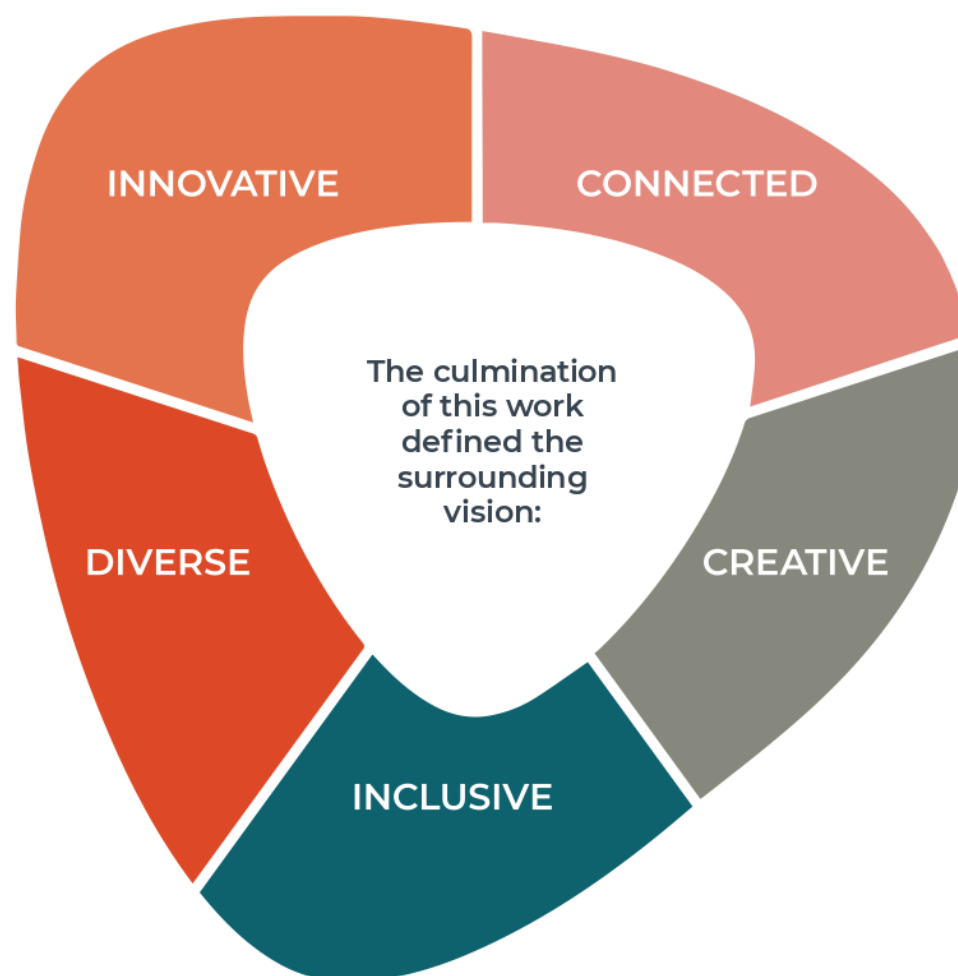 INNOVATIVE
CONNECTED
The culmination
of this work
defined the
surrounding
vision:
DIVERSE
CREATIVE
INCLUSIVE